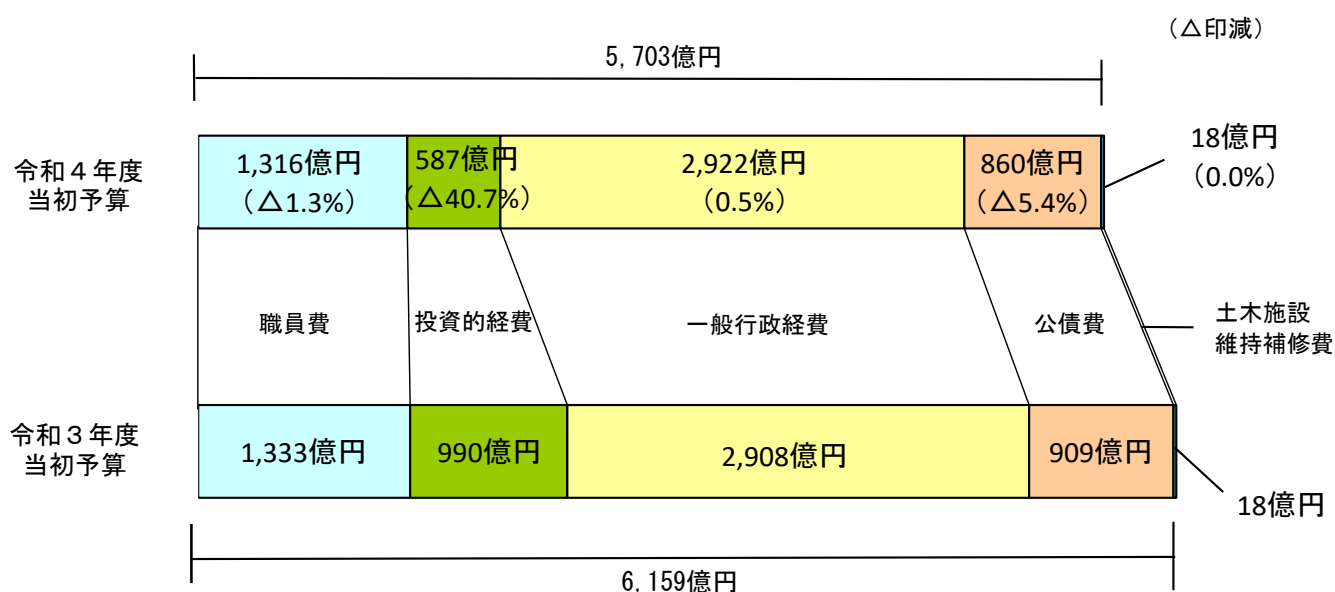 （△印減）
5,703億円
令和４年度
当初予算
1,316億円
（△1.3%）
587億円
（△40.7%）
2,922億円
（0.5%）
860億円
（△5.4%）
18億円
（0.0%）
職員費
投資的経費
一般行政経費
公債費
土木施設
維持補修費
令和３年度
当初予算
1,333億円
990億円
2,908億円
909億円
18億円
6,159億円